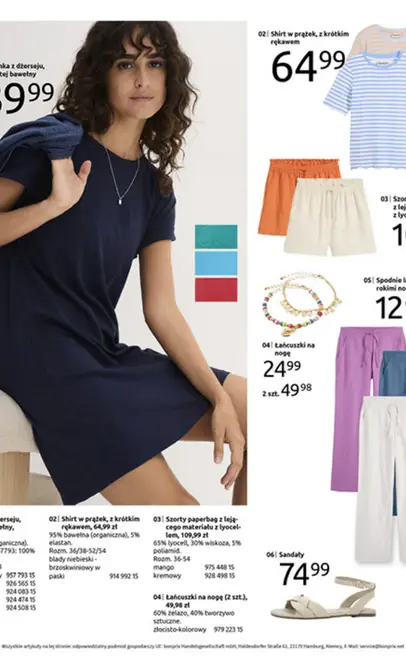 nka z dżerseju,
tej bawełny
99
02| Shirt w prążek, z krótkim
rękawem
64 99
03| Szor
z lej
z lyoc
1
05| Spodnie l
rokimi no
12
04| Łańcuszki na
nogę
24 99
2 szt. 49 98
06| Sandały
74 99
erseju,
ełny,
ganiczna).
7793: 100%
y 957 793 15
926 565 15
924 083 15
924 474 15
924 508 15
02| Shirt w prążek, z krótkim
rękawem, 64,99 zł
95% bawełna (organiczna), 5%
elastan.
Rozm. 36/38-52/54
blady niebieski -
brzoskwiniowy w
paski 914 992 15
03| Szorty paperbag z lejącego materiału z lyocellem, 109,99 zł
65% lyocell, 30% wiskoza, 5%
poliamid.
Rozm. 36-54
mango 975 448 15
kremowy 928 498 15
04| Łańcuszki na nogę (2 szt.),
49,98 zł
60% żelazo, 40% tworzywo
sztuczne.
złocisto-kolorowy 979 223 15
Wszystkie artykuły na tej stronie: odpowiedzialny podmiot gospodarczy UE: bonprix Handelsgesellschaft mbH, Haldesdorfer Straße 61, 22179 Hamburg, Niemcy, E-Mail: service@bonprix.net